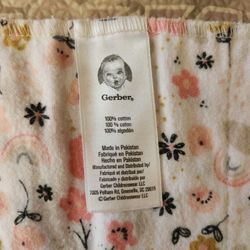 Gerber.
100% cotton
100 % coton
100% algodón
Made in Pakistan
Fabriqué en Pakistan
Hecho en Pakistan
Manufactured and Distributed by/
Fabriqué et distribué par /
Fabricado y distribuido por
Gerber Childrenswear LLC
7005 Pelham Rd, Greenville, SC 29615
© Gerber Childrenswear LLC